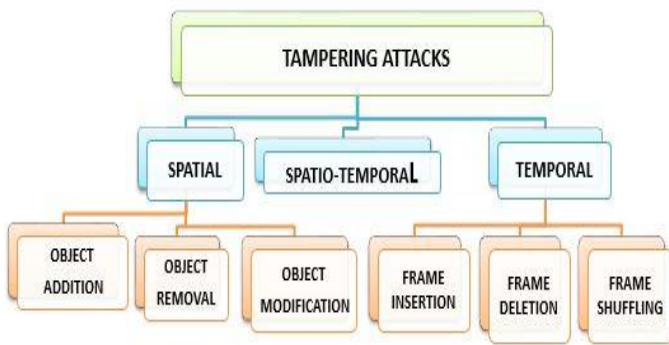 TAMPERING ATTACKS
SPATIAL
SPATIO-TEMPORAL
TEMPORAL
OBJECT
ADDITION
OBJECT
REMOVAL
OBJECT
MODIFICATION
FRAME
INSERTION
FRAME
DELETION
FRAME
SHUFFLING